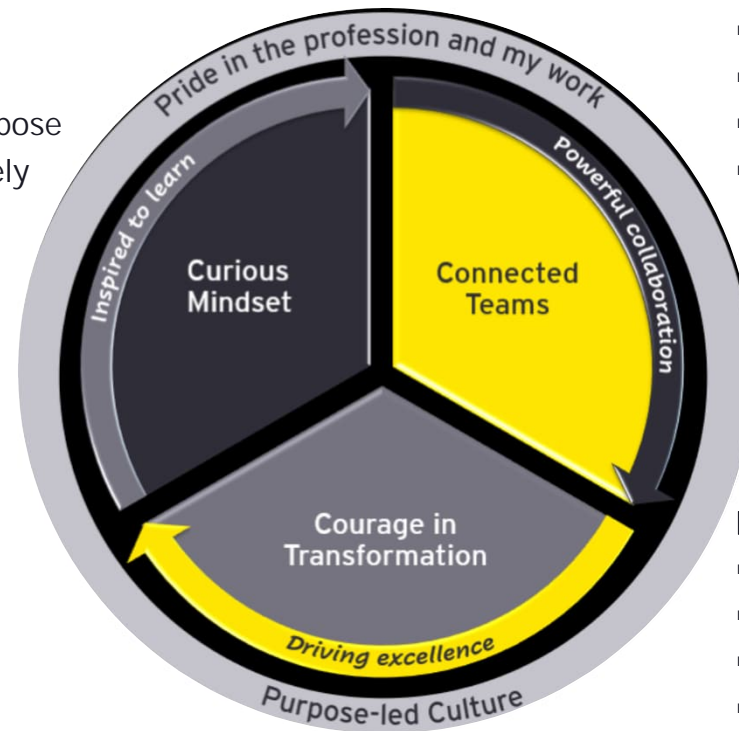 Pride in the profession and my work
Inspired to learn
Powerful collaboration
Curious
Mindset
Connected
Teams
Courage in
Transformation
Driving excellence
Purpose-led Culture